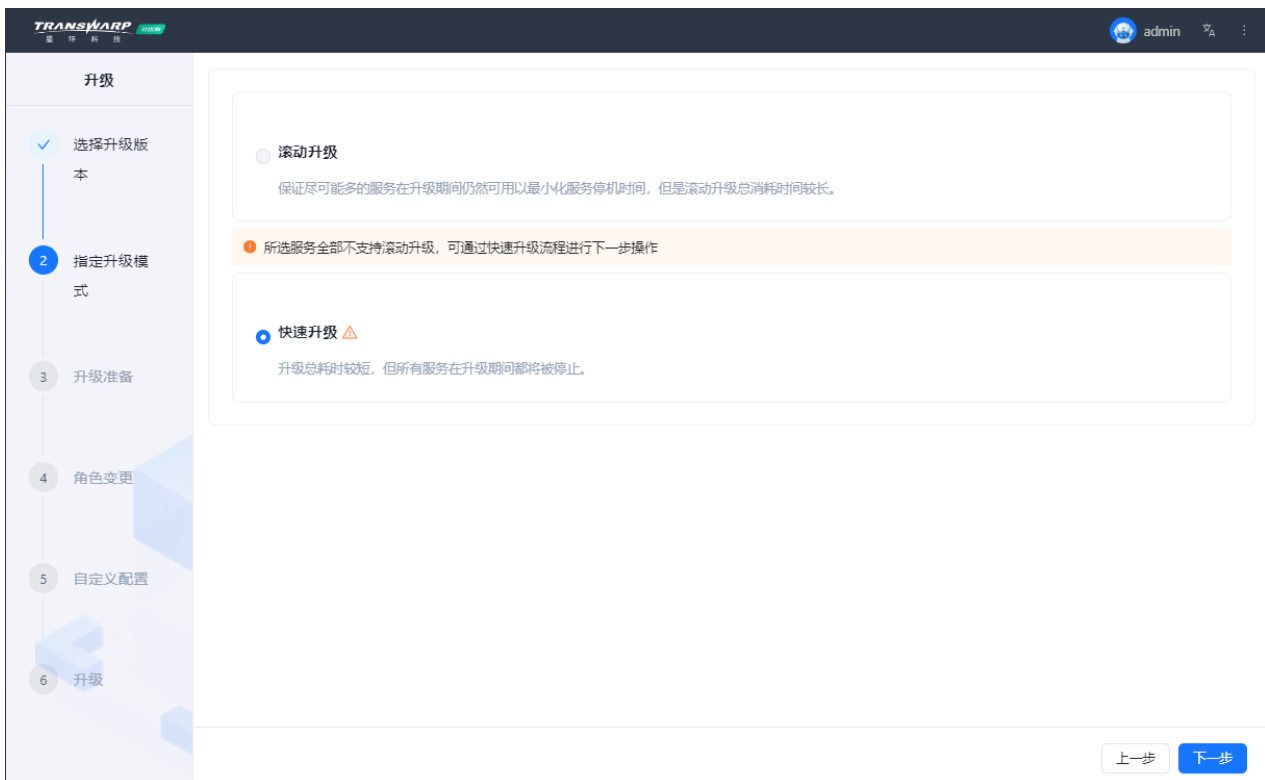 TRANSWARP
星 环 科 技
admin
升级
选择升级版
本
2
指定升级模
式
3
升级准备
4
角色变更
5
自定义配置
6
升级
滚动升级
保证尽可能多的服务在升级期间仍然可用以最小化服务停机时间，但是滚动升级总消耗时间较长。
所选服务全部不支持滚动升级，可通过快速升级流程进行下一步操作
快速升级
升级总耗时较短，但所有服务在升级期间都将被停止。
上一步
下一步